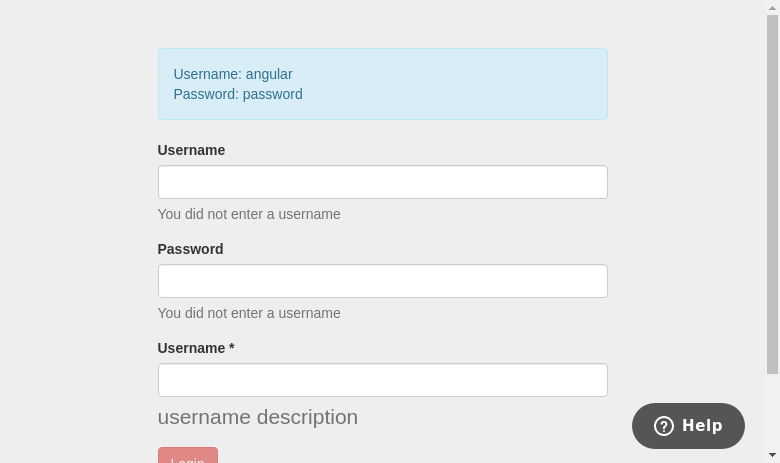 Username: angular
Password: password
Username
You did not enter a username
Password
You did not enter a username
Username *
username description
Login
Help